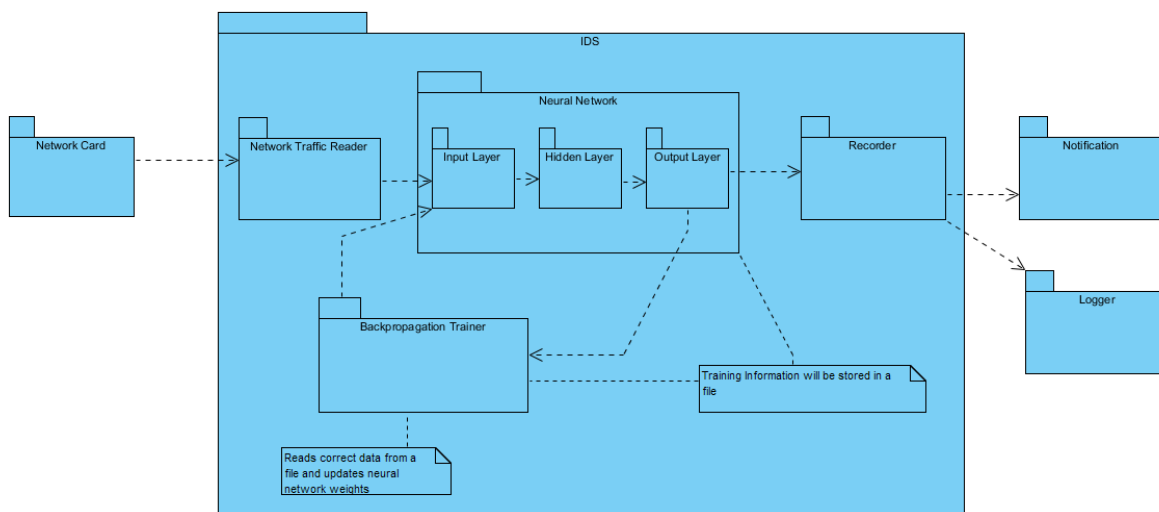 IDS
Neural Network
Network Card
Network Traffic Reader
Input Layer
Hidden Layer
Output Layer
Recorder
Notification
Logger
Backpropagation Trainer
Training Information will be stored in a
file
Reads correct data from a
file and updates neural
network weights